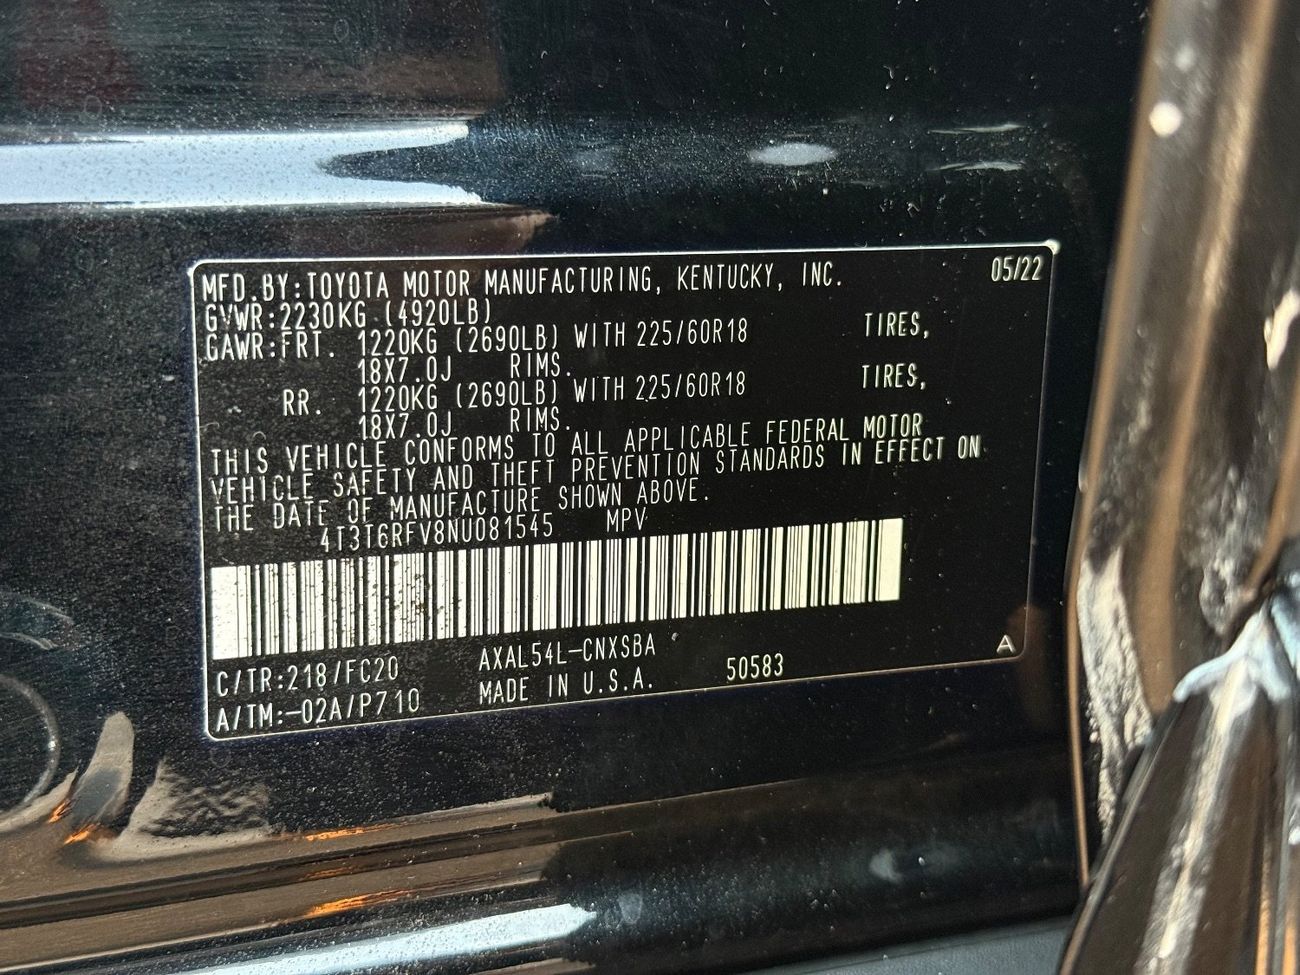 MFD.BY:TOYOTA MOTOR MANUFACTURING, KENTUCKY, INC. 05/22
GVWR:2230KG (4920LB)
GAWR:FRT. 1220KG (2690LB) WITH 225/60R18 TIRES,
18X7.0J RIMS.
RR. 1220KG (2690LB) WITH 225/60R18 TIRES,
18X7.0J RIMS.
THIS VEHICLE CONFORMS TO ALL APPLICABLE FEDERAL MOTOR
VEHICLE SAFETY AND THEFT PREVENTION STANDARDS IN EFFECT ON
THE DATE OF MANUFACTURE SHOWN ABOVE.
4T3T6RFV8NU081545 MPV
C/TR:218/FC20 AXAL54L-CNXSBA
A/TM:-02A/P710 MADE IN U.S.A. 50583 A